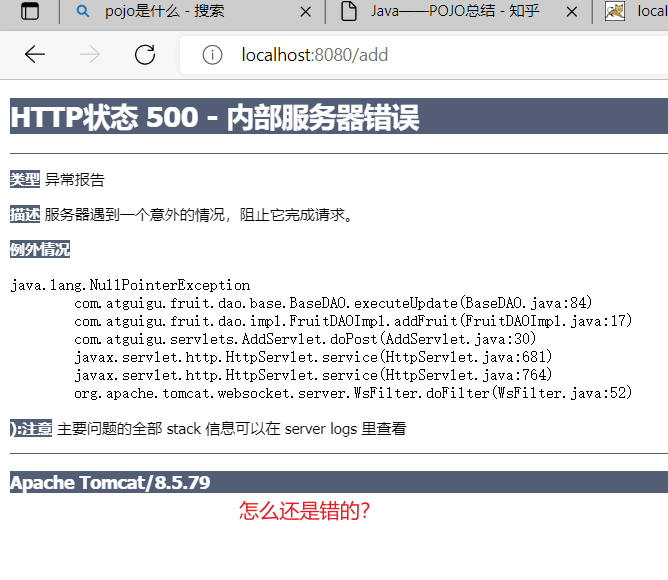 pojo是什么 - 搜索
Java——POJO总结 - 知乎
local
localhost:8080/add
HTTP状态 500 - 内部服务器错误
类型 异常报告
描述 服务器遇到一个意外的情况，阻止它完成请求。
例外情况
java.lang.NullPointerException
com.atguigu.fruit.dao.base.BaseDAO.executeUpdate(BaseDAO.java:84)
com.atguigu.fruit.dao.impl.FruitDAOImpl.addFruit(FruitDAOImpl.java:17)
com.atguigu.servlets.AddServlet.doPost(AddServlet.java:30)
javax.servlet.http.HttpServlet.service(HttpServlet.java:681)
javax.servlet.http.HttpServlet.service(HttpServlet.java:764)
org.apache.tomcat.websocket.server.WsFilter.doFilter(WsFilter.java:52)
):注意 主要问题的全部 stack 信息可以在 server logs 里查看
Apache Tomcat/8.5.79
怎么还是错的?